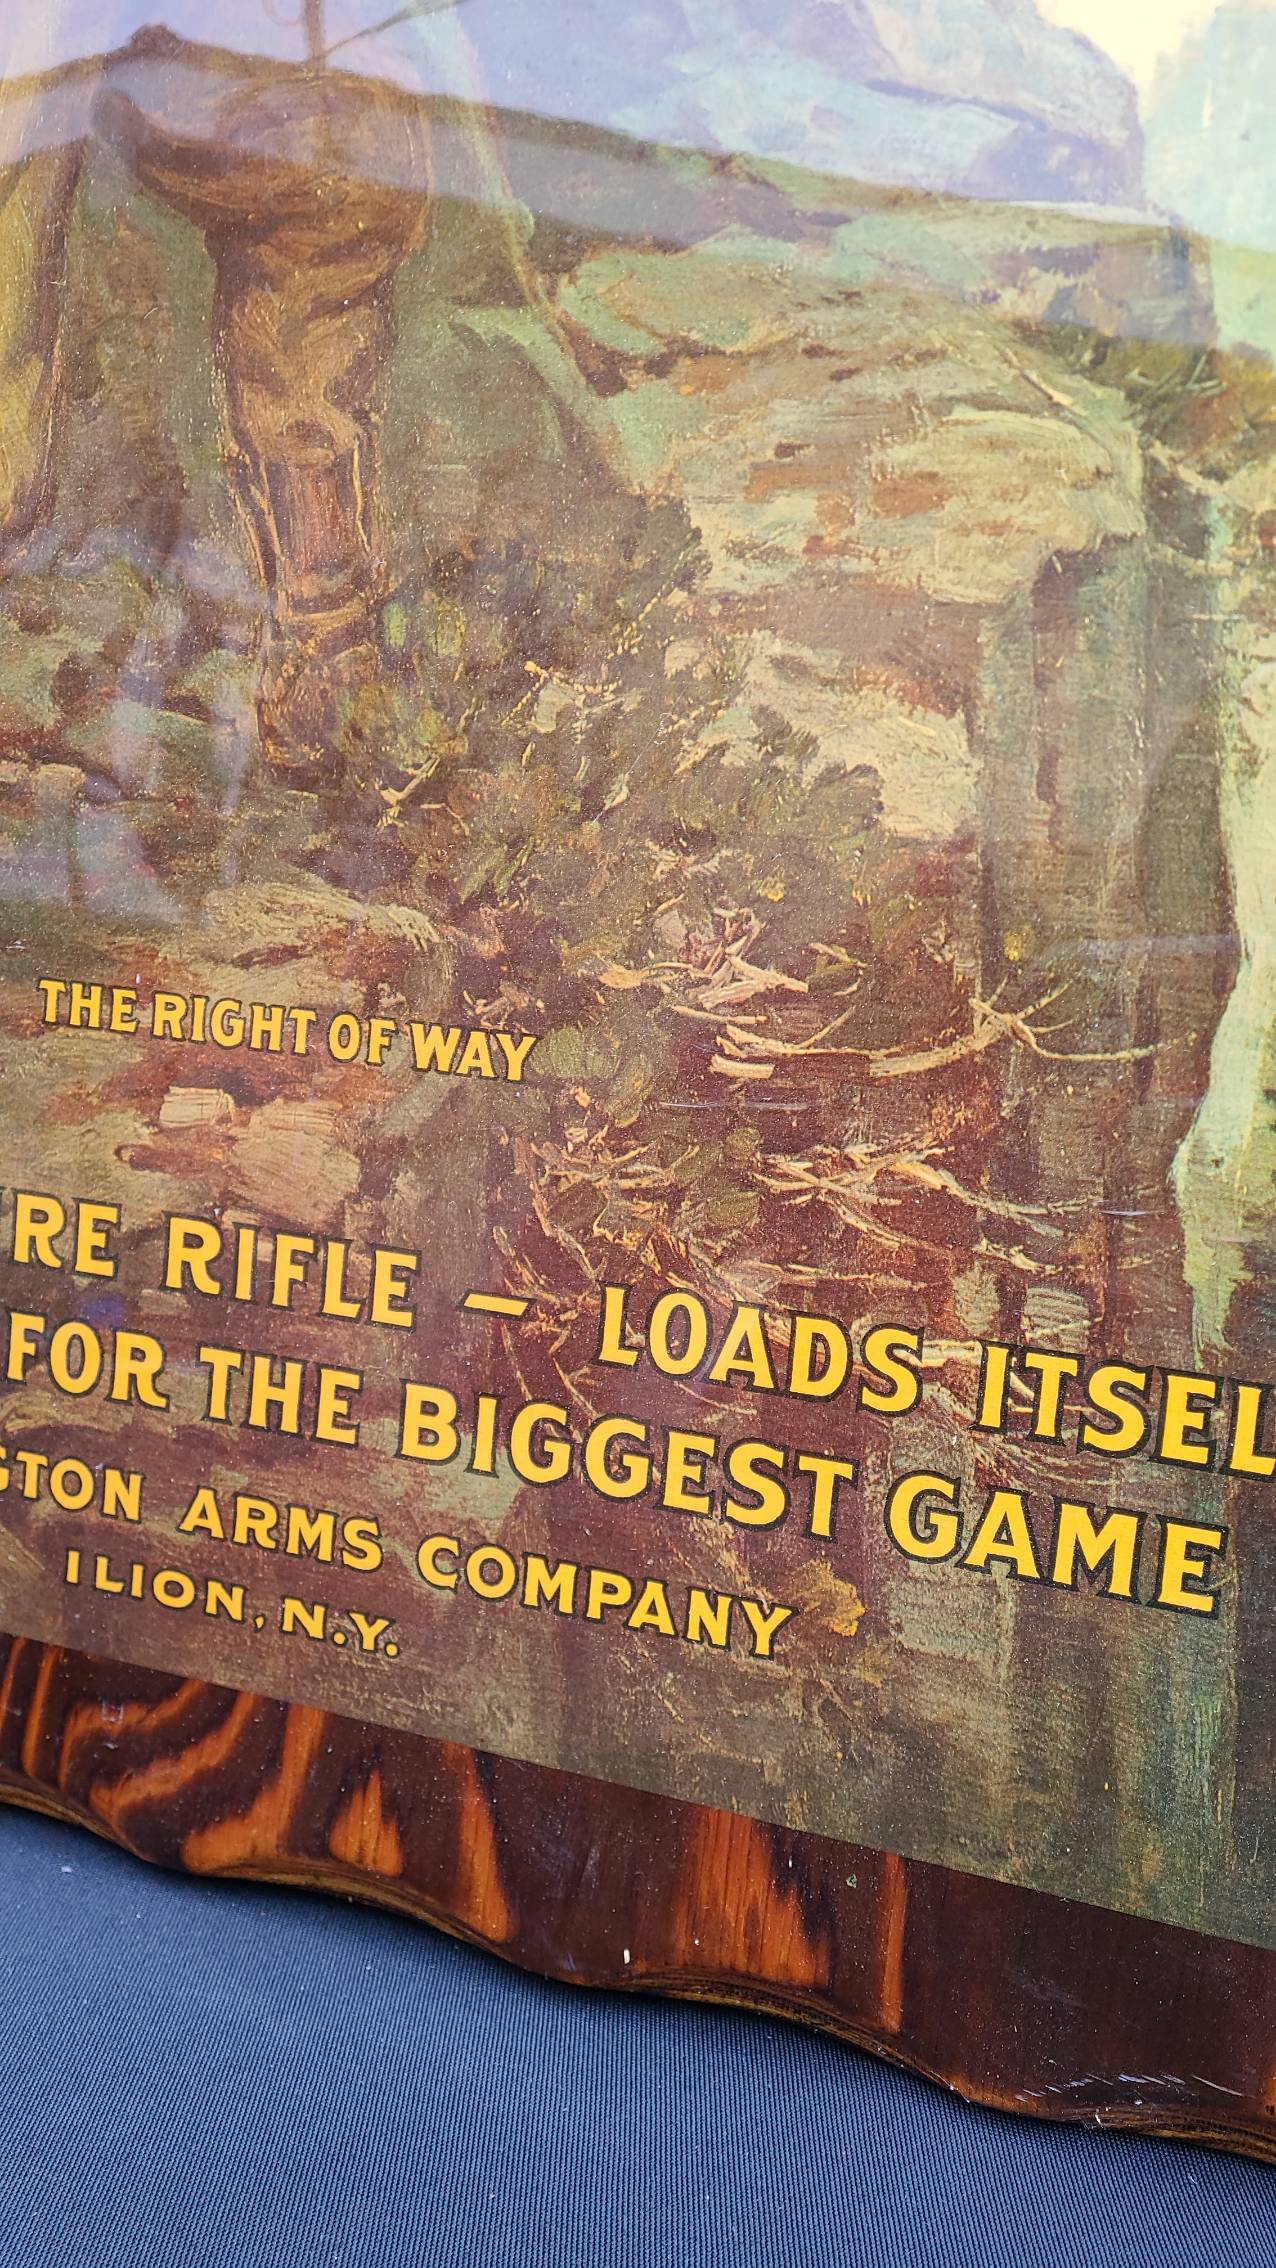 THE RIGHT OF WAY
RE RIFLE – LOADS ITSEL
FOR THE BIGGEST GAME
GTON ARMS COMPANY
ILION, N.Y.